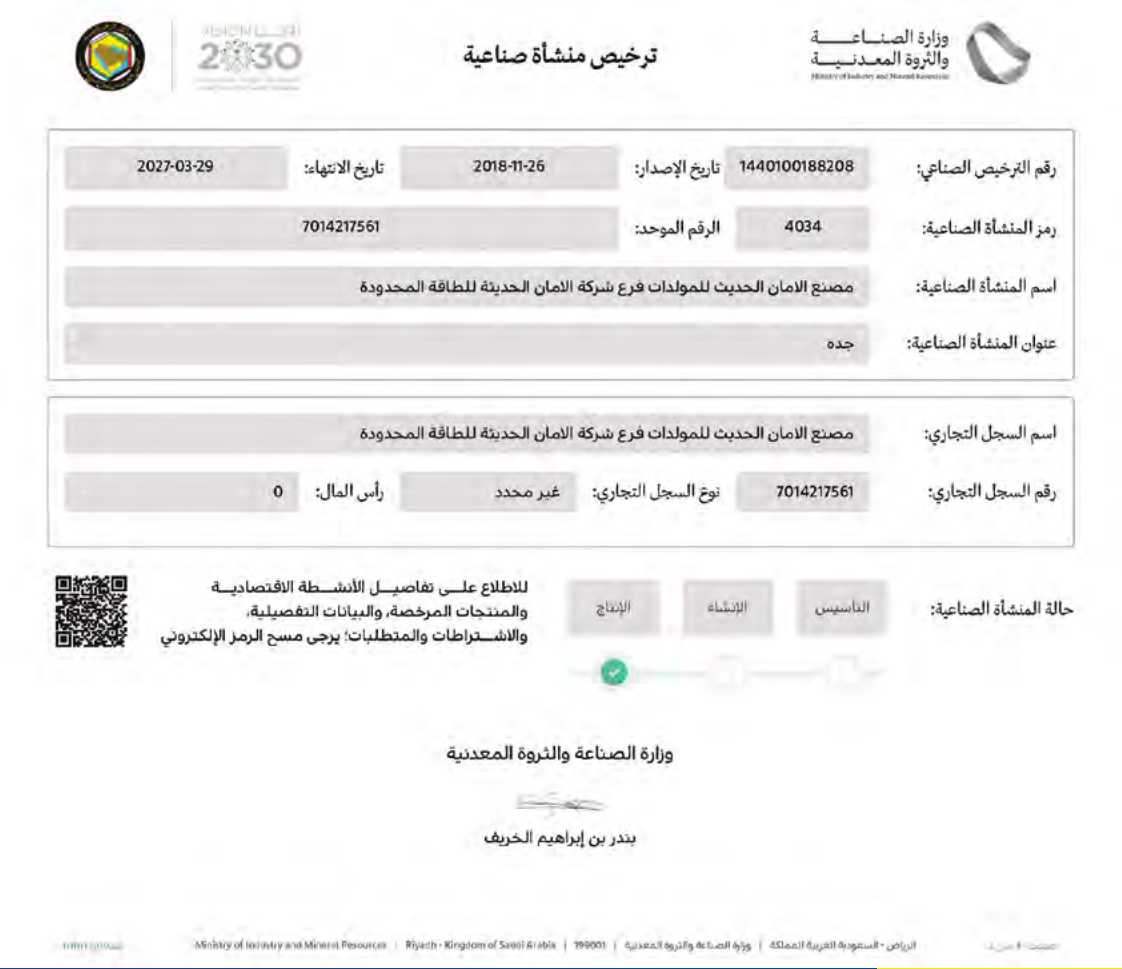 وزارة الصناعة
والثروة المعدنية
Ministry of Industry and Mineral Resources
ترخيص منشأة صناعية
VISION رؤية
2030
رقم الترخيص الصناعي: 1440100188208 تاريخ الإصدار: 2018-11-26 تاريخ الانتهاء: 2027-03-29
رمز المنشأة الصناعية: 4034 الرقم الموحد: 7014217561
اسم المنشأة الصناعية: مصنع الامان الحديث للمولدات فرع شركة الامان الحديثة للطاقة المحدودة
عنوان المنشأة الصناعية: جده
اسم السجل التجاري: مصنع الامان الحديث للمولدات فرع شركة الامان الحديثة للطاقة المحدودة
رقم السجل التجاري: 7014217561 نوع السجل التجاري: غير محدد رأس المال: 0
حالة المنشأة الصناعية: التأسيس الإنشاء الإنتاج
للاطلاع على تفاصيل الأنشطة الاقتصادية
والمنتجات المرخصة، والبيانات التفصيلية،
والاشتراطات والمتطلبات؛ يرجى مسح الرمز الإلكتروني
وزارة الصناعة والثروة المعدنية
بندر بن إبراهيم الخريف
الرياض - السعودية العربية المملكة | وزارة الصناعة والثروة المعدنية | 199001 | Riyadh - Kingdom of Saudi Arabia | Ministry of Industry and Mineral Resources